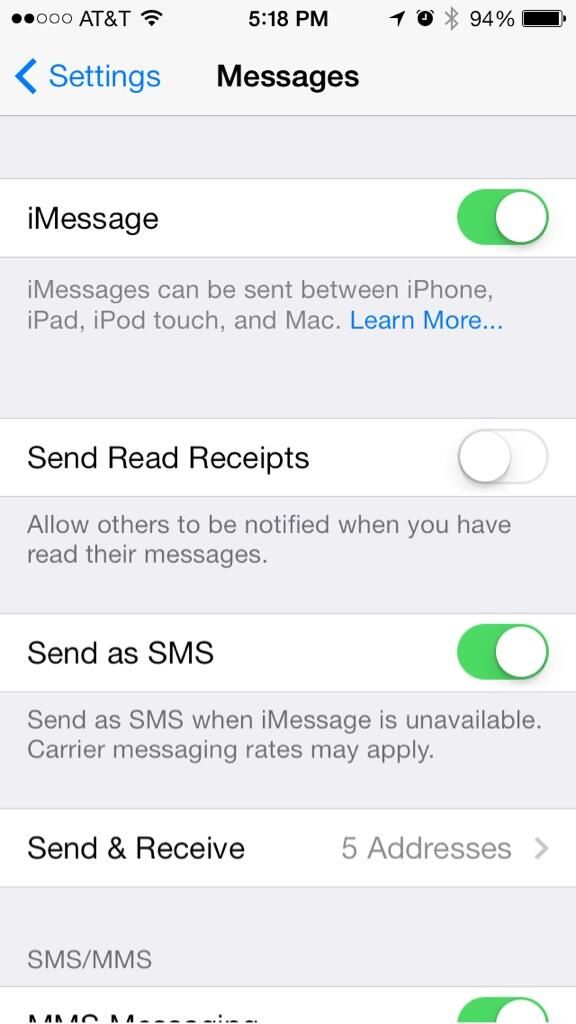 AT&T 5:18 PM 94%
Settings Messages
iMessage
iMessages can be sent between iPhone,
iPad, iPod touch, and Mac. Learn More...
Send Read Receipts
Allow others to be notified when you have
read their messages.
Send as SMS
Send as SMS when iMessage is unavailable.
Carrier messaging rates may apply.
Send & Receive 5 Addresses
SMS/MMS
MMS Messaging